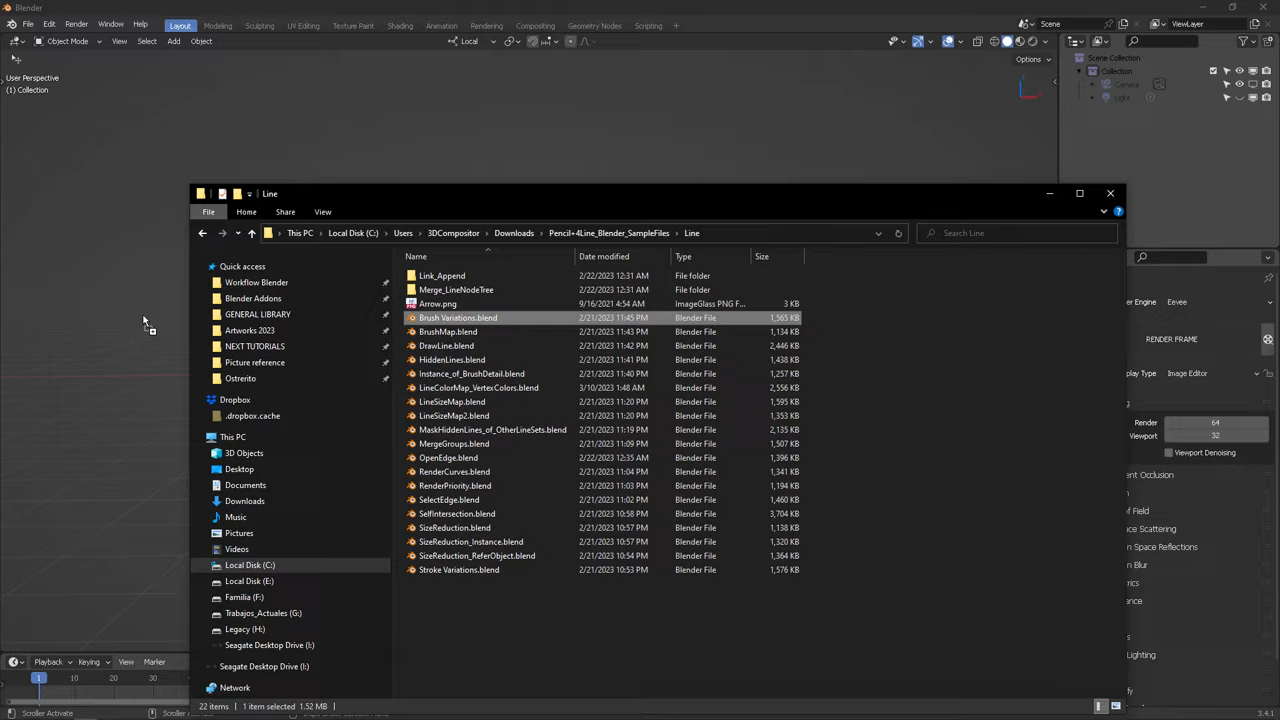 Blender
File Edit Render Window Help Layout Modeling Sculpting UV Editing Texture Paint Shading Animation Rendering Compositing Geometry Nodes Scripting + Scene ViewLayer
Object Mode View Select Add Object Local
Options
User Perspective
(1) Collection
Scene Collection
Collection
Camera
Light
Line
File Home Share View
This PC Local Disk (C:) Users 3DCompositor Downloads Pencil+4Line_Blender_SampleFiles Line Search Line
Name Date modified Type Size
Quick access
Workflow Blender
Blender Addons
GENERAL LIBRARY
Artworks 2023
NEXT TUTORIALS
Picture reference
Ostrerito
Dropbox
.dropbox.cache
This PC
3D Objects
Desktop
Documents
Downloads
Music
Pictures
Videos
Local Disk (C:)
Local Disk (E:)
Familia (F:)
Trabajos_Actuales (G:)
Legacy (H:)
Seagate Desktop Drive (I:)
Seagate Desktop Drive (I:)
Network
Link_Append 2/22/2023 12:31 AM File folder
Merge_LineNodeTree 2/22/2023 12:31 AM File folder
Arrow.png 9/16/2021 4:54 AM ImageGlass PNG F... 3 KB
Brush Variations.blend 2/21/2023 11:45 PM Blender File 1,565 KB
BrushMap.blend 2/21/2023 11:43 PM Blender File 1,134 KB
DrawLine.blend 2/21/2023 11:42 PM Blender File 2,446 KB
HiddenLines.blend 2/21/2023 11:41 PM Blender File 1,438 KB
Instance_of_BrushDetail.blend 2/21/2023 11:40 PM Blender File 1,257 KB
LineColorMap_VertexColors.blend 3/10/2023 1:48 AM Blender File 2,556 KB
LineSizeMap.blend 2/21/2023 11:20 PM Blender File 1,595 KB
LineSizeMap2.blend 2/21/2023 11:20 PM Blender File 1,353 KB
MaskHiddenLines_of_OtherLineSets.blend 2/21/2023 11:19 PM Blender File 2,135 KB
MergeGroups.blend 2/21/2023 11:09 PM Blender File 1,507 KB
OpenEdge.blend 2/22/2023 12:35 AM Blender File 1,396 KB
RenderCurves.blend 2/21/2023 11:04 PM Blender File 1,341 KB
RenderPriority.blend 2/21/2023 11:03 PM Blender File 1,194 KB
SelectEdge.blend 2/21/2023 11:02 PM Blender File 1,460 KB
SelfIntersection.blend 2/21/2023 10:58 PM Blender File 3,704 KB
SizeReduction.blend 2/21/2023 10:57 PM Blender File 1,138 KB
SizeReduction_Instance.blend 2/21/2023 10:57 PM Blender File 1,320 KB
SizeReduction_ReferObject.blend 2/21/2023 10:54 PM Blender File 1,364 KB
Stroke Variations.blend 2/21/2023 10:53 PM Blender File 1,576 KB
22 items 1 item selected 1.52 MB
Engine Eevee
RENDER FRAME
Image Editor
Render 64
Viewport 32
Viewport Denoising
of Field
Space Reflections
Lighting
Playback Keying View Marker
1 10 20 30
Scroller Activate
3.4.1